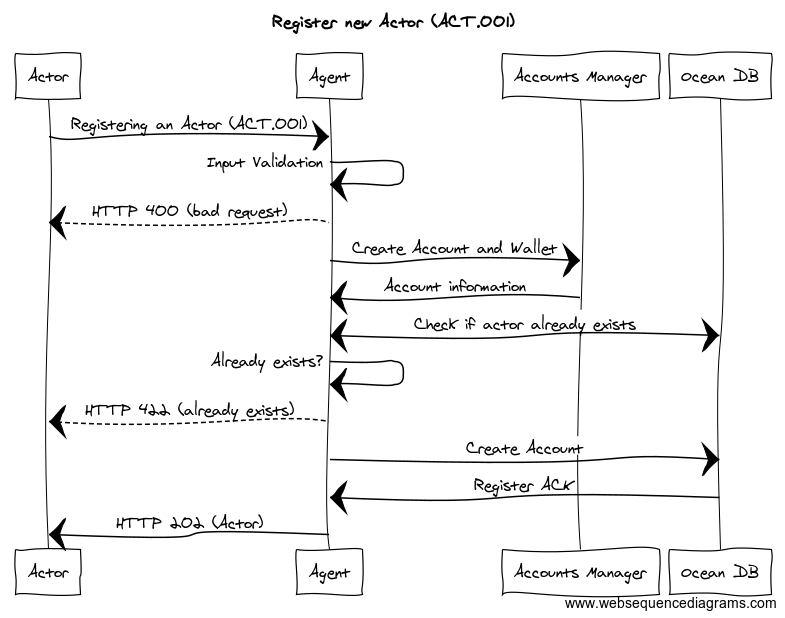 Register new Actor (ACT.001)
Actor
Agent
Accounts Manager
Ocean DB
Registering an Actor (ACT.001)
Input Validation
HTTP 400 (bad request)
Create Account and Wallet
Account information
Check if actor already exists
Already exists?
HTTP 422 (already exists)
Create Account
Register ACK
HTTP 202 (Actor)
Actor
Agent
Accounts Manager
Ocean DB
www.websequencediagrams.com